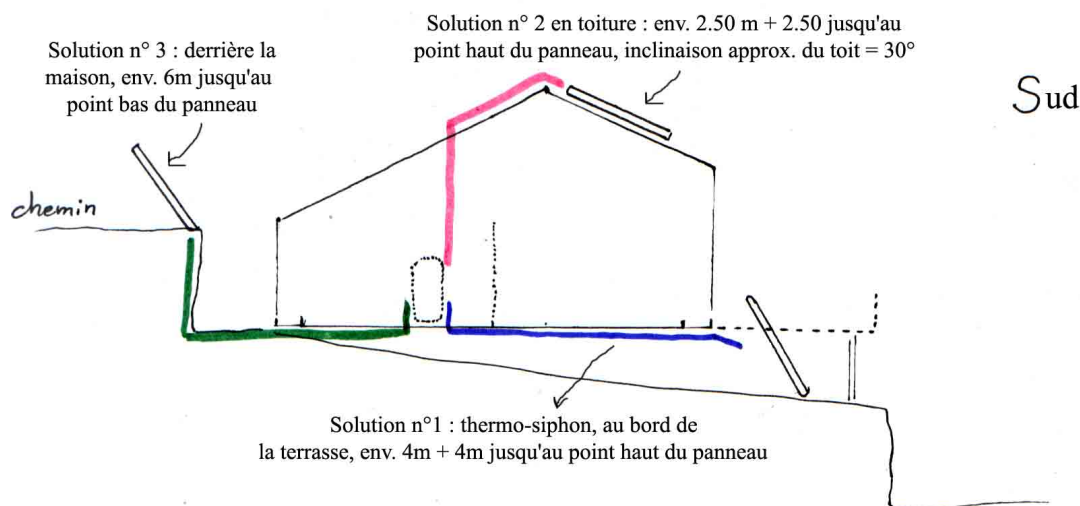 Solution n° 2 en toiture : env. 2.50 m + 2.50 jusqu'au
point haut du panneau, inclinaison approx. du toit = 30°
Solution n° 3 : derrière la
maison, env. 6m jusqu'au
point bas du panneau
Sud
chemin
Solution n°1 : thermo-siphon, au bord de
la terrasse, env. 4m + 4m jusqu'au point haut du panneau